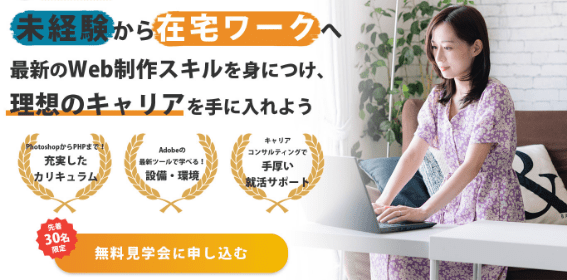 未経験から在宅ワークへ
最新のWeb制作スキルを身につけ、
理想のキャリアを手に入れよう
PhotoshopからPHPまで！
充実した
カリキュラム
Adobeの
最新ツールで学べる！
設備・環境
キャリア
コンサルティングで
手厚い
就活サポート
先着
30名
限定
無料見学会に申し込む
&